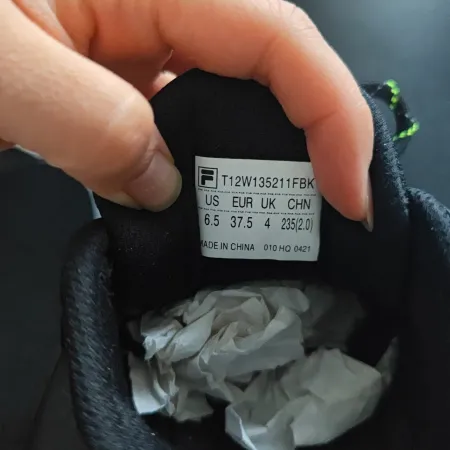 F T12W135211FBK
US EUR UK CHN
6.5 37.5 4 235(2.0)
MADE IN CHINA 010 HQ 0421